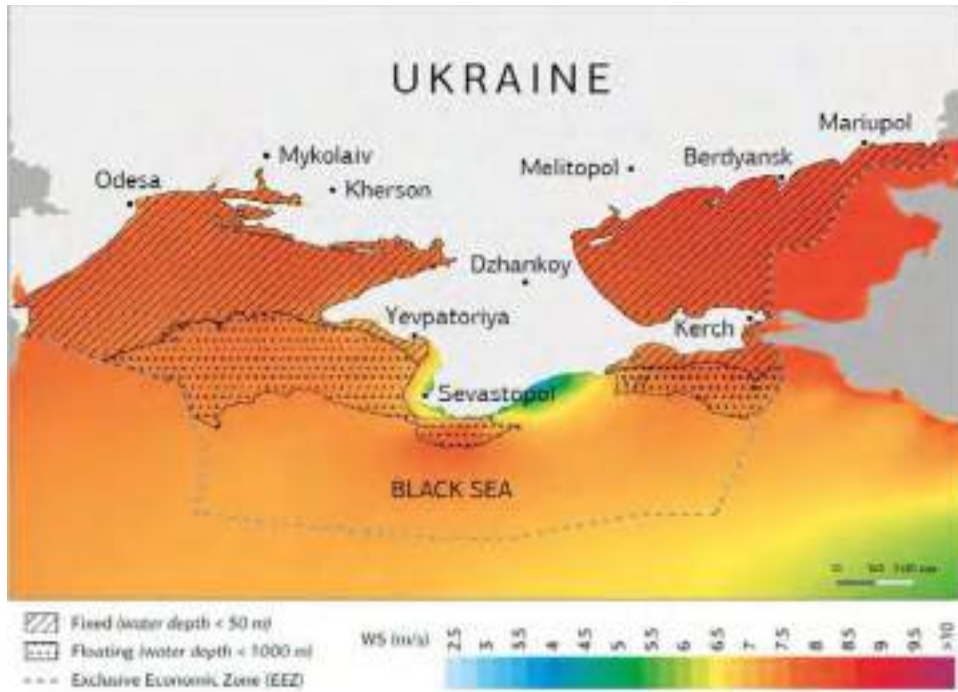 UKRAINE
Mariupol
Mykolaiv
Melitopol
Berdyansk
Odesa
Kherson
Dzhankoy
Yevpatoriya
Kerch
Sevastopol
BLACK SEA
Fixed (water depth < 50 m)
Floating (water depth < 1000 m)
Exclusive Economic Zone (EEZ)
WS (m/s)
2.5 3 3.5 4 4.5 5 5.5 6 6.5 7 7.5 8 8.5 9 9.5 >10